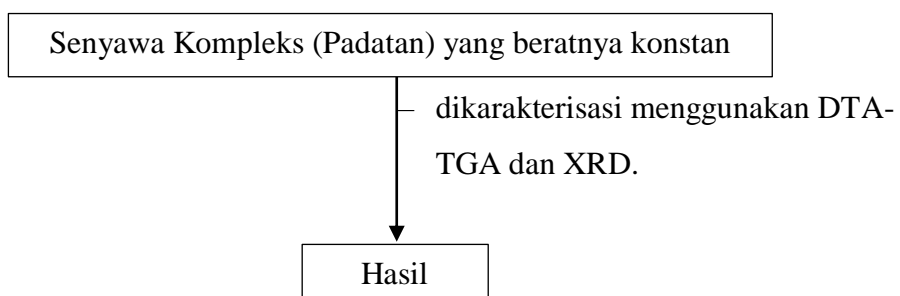 Senyawa Kompleks (Padatan) yang beratnya konstan
dikarakterisasi menggunakan DTA-
TGA dan XRD.
Hasil